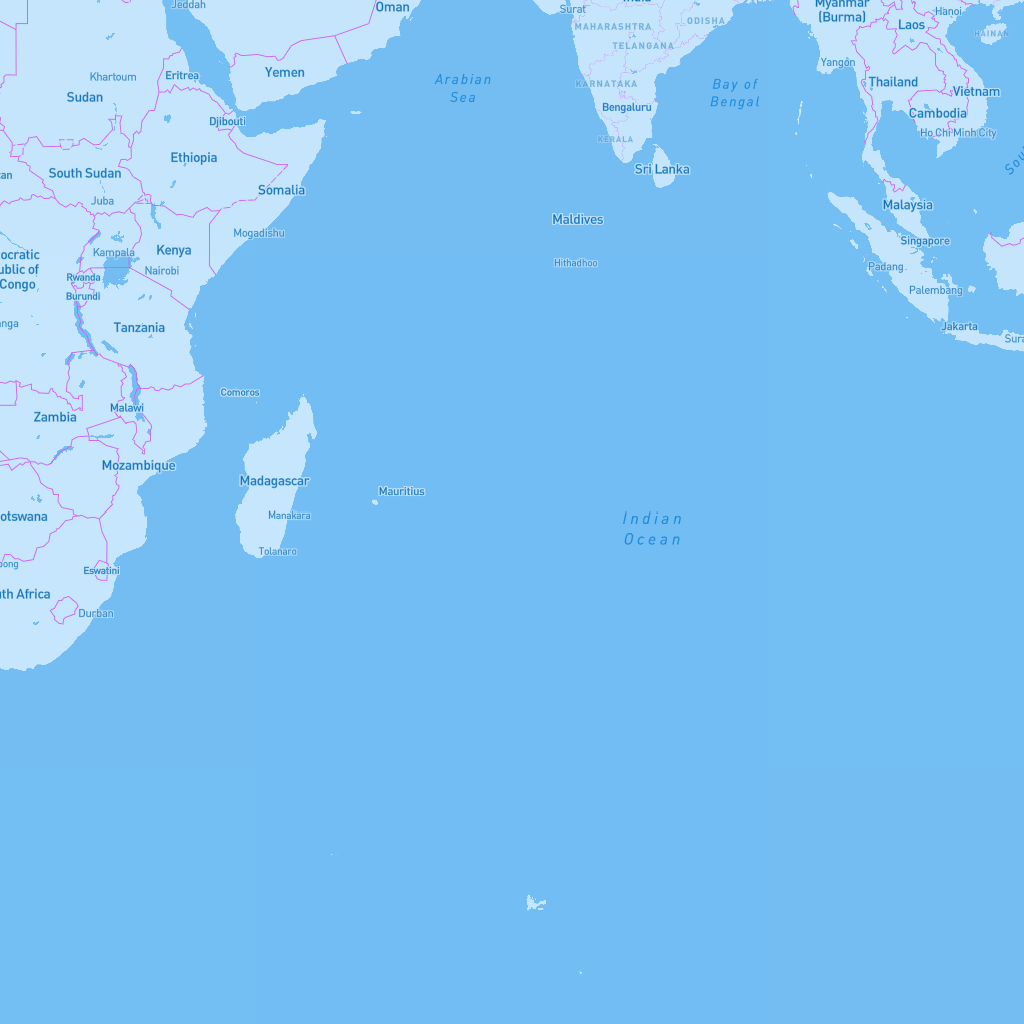 Jeddah
Oman
Surat
India
Myanmar
(Burma)
Hanoi
Laos
HAINAN
MAHARASHTRA
ODISHA
TELANGANA
Khartoum
Eritrea
Yemen
Arabian
Sea
KARNATAKA
Bay of
Bengal
Yangôn
Thailand
Vietnam
Sudan
Bengaluru
Cambodia
Djibouti
Ho Chi Minh City
KERALA
Ethiopia
South Sudan
Sri Lanka
Sou
an
Somalia
Juba
Malaysia
Maldives
Mogadishu
Singapore
Kampala
Kenya
ocratic
ublic of
Congo
Nairobi
Rwanda
Burundi
Hithadhoo
Padang
Palembang
nga
Tanzania
Jakarta
Sura
Comoros
Malawi
Zambia
Mozambique
Madagascar
Mauritius
otswana
Manakara
Indian
Ocean
Tolanaro
Eswatini
th Africa
Durban